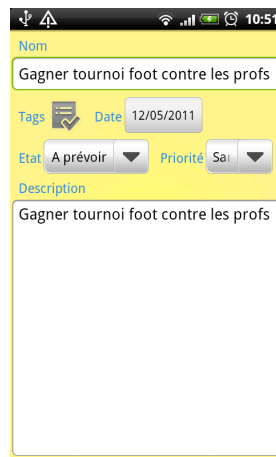 10:51
Nom
Gagner tournoi foot contre les profs
Tags Date 12/05/2011
Etat A prévoir Priorité
Description
Gagner tournoi foot contre les profs